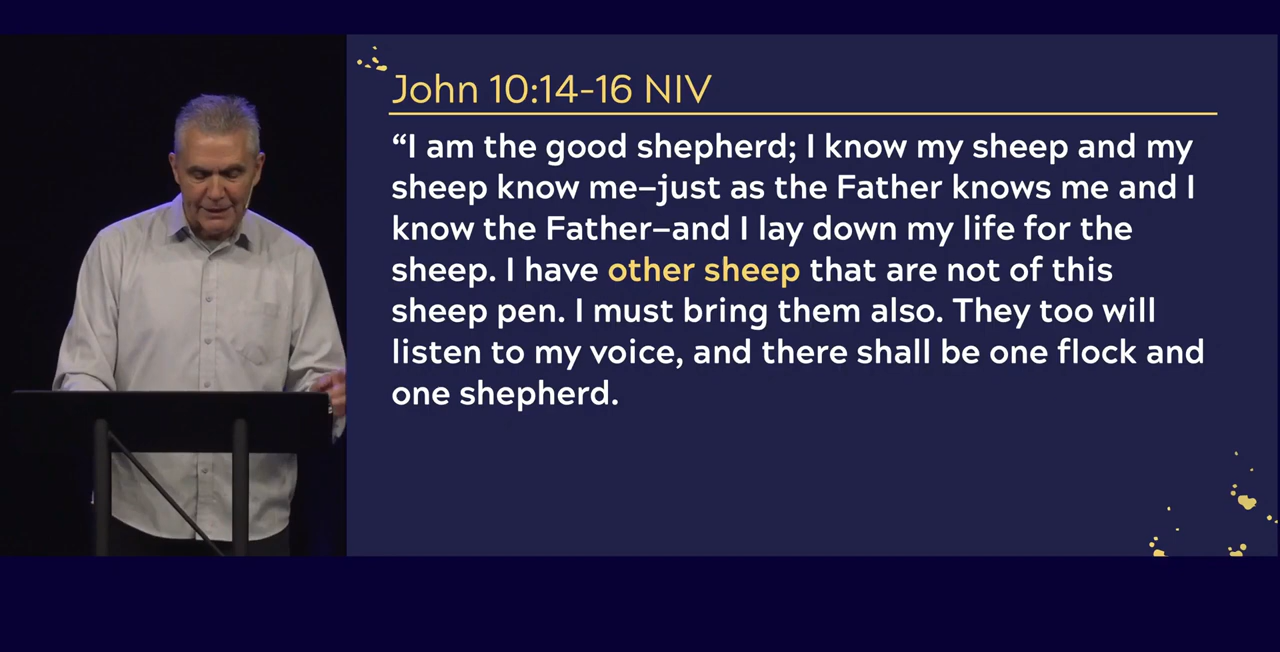 John 10:14-16 NIV
“I am the good shepherd; I know my sheep and my
sheep know me–just as the Father knows me and I
know the Father–and I lay down my life for the
sheep. I have other sheep that are not of this
sheep pen. I must bring them also. They too will
listen to my voice, and there shall be one flock and
one shepherd.